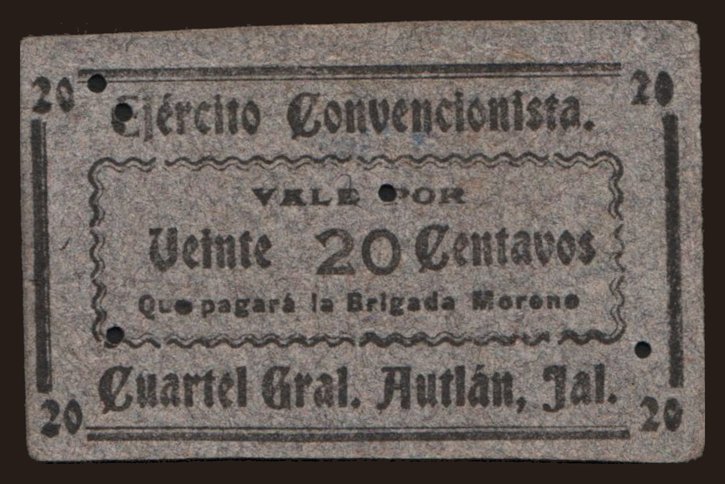 20 20
Ejército Convencionista.
VALE POR
Veinte 20 Centavos
Que pagará la Brigada Moreno
Cuartel Gral. Autlán, Jal.
20 20